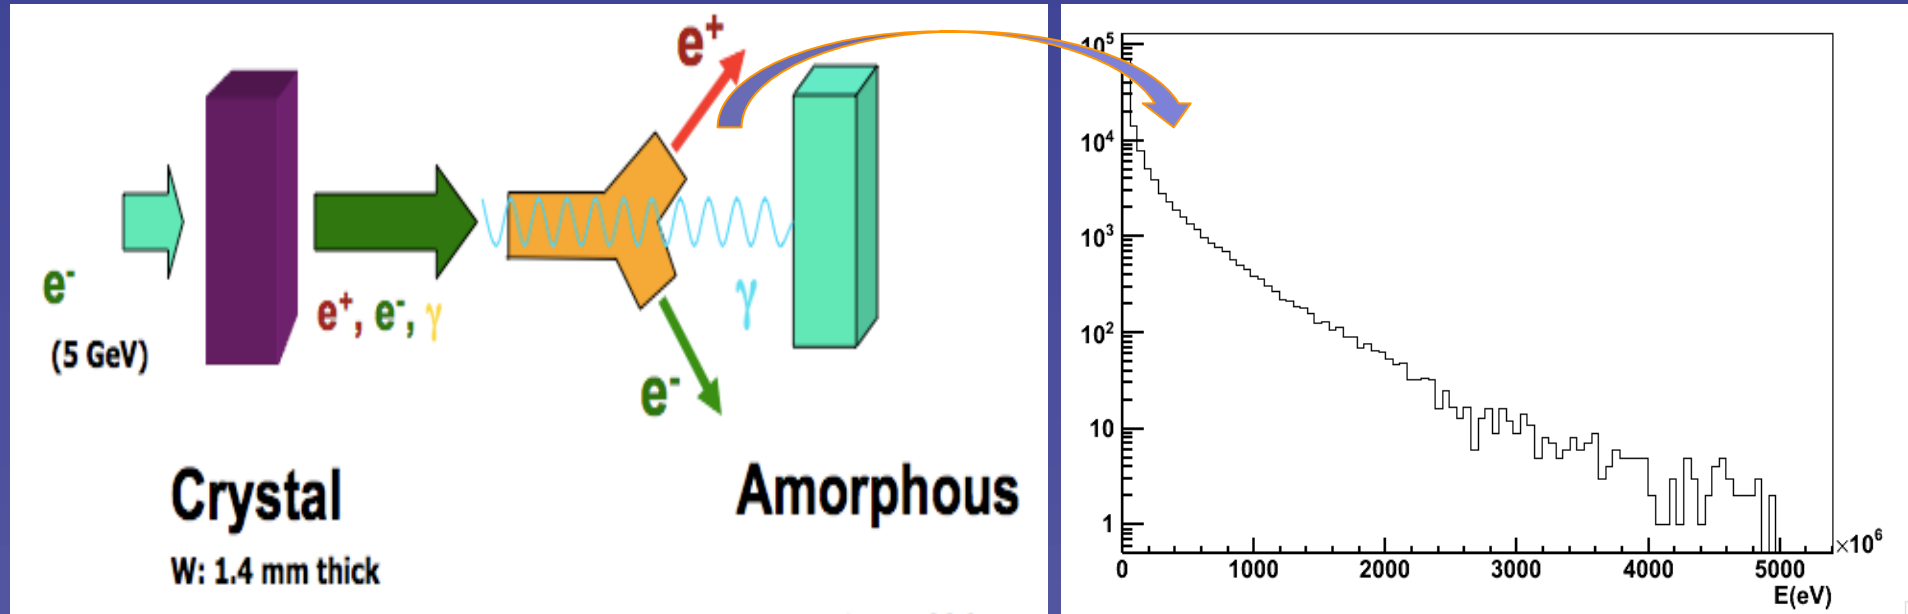 e⁺
e⁻
(5 GeV)
e⁺, e⁻, γ
γ
e⁻
Crystal
W: 1.4 mm thick
Amorphous
10⁵
10⁴
10³
10²
10
1
0 1000 2000 3000 4000 5000
×10⁶
E(eV)